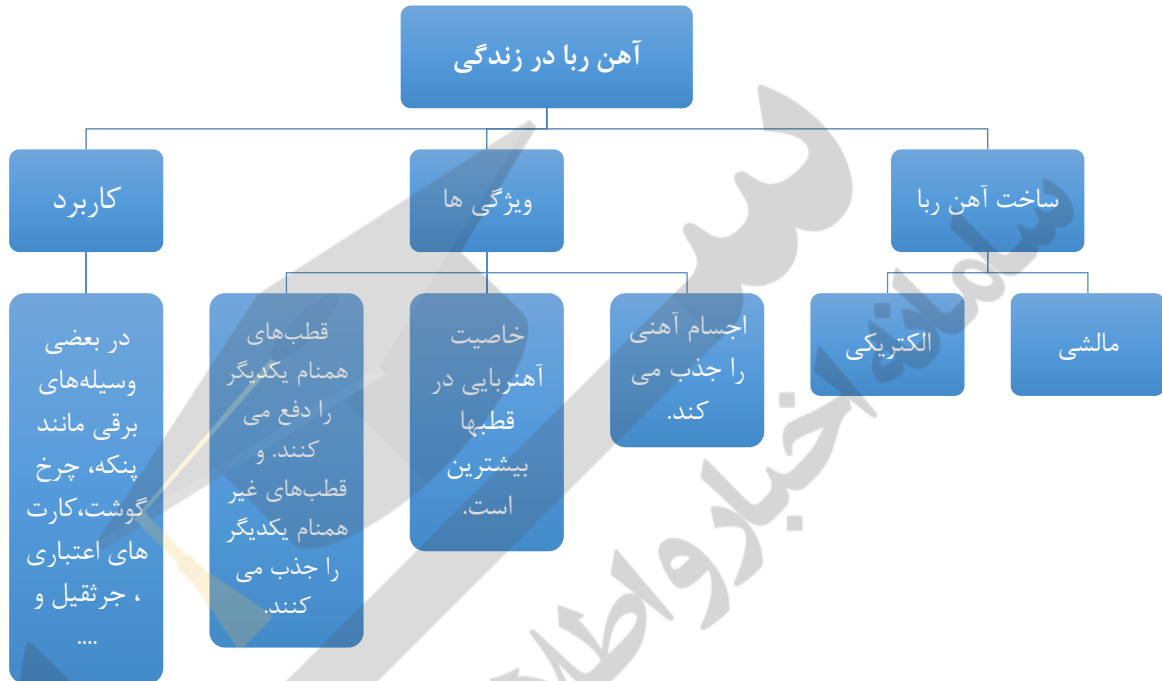 آهن ربا در زندگی
ساخت آهن ربا
ویژگی ها
کاربرد
مالشی
الکتریکی
اجسام آهنی
را جذب می
کند.
خاصیت
آهنربایی در
قطبها
بیشترین
است.
قطب‌های
همنام یکدیگر
را دفع می
کنند. و
قطب‌های غیر
همنام یکدیگر
را جذب می
کنند.
در بعضی
وسیله‌های
برقی مانند
پنکه، چرخ
گوشت،کارت
های اعتباری
، جرثقیل و
....
سامانه اخبار و